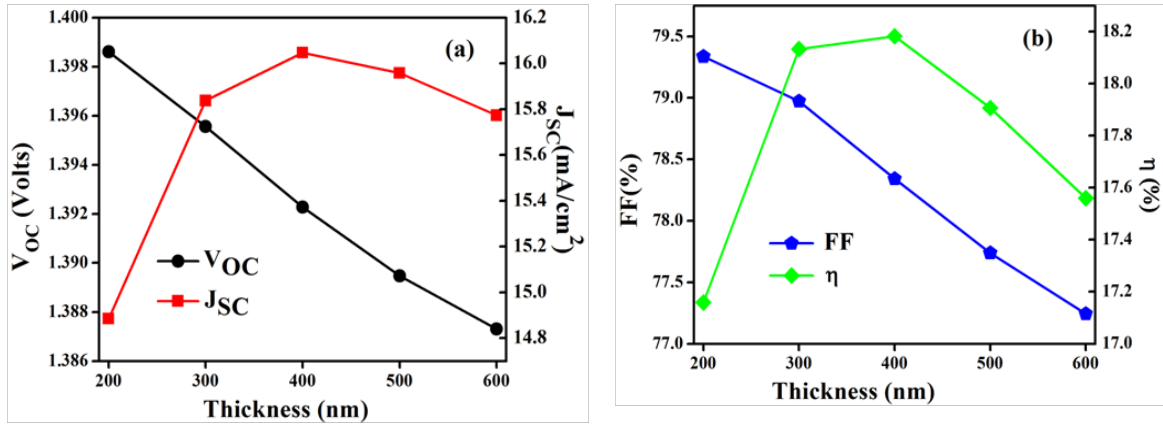 (a)
1.400
1.398
1.396
1.394
1.392
1.390
1.388
1.386
V_OC (Volts)
16.2
16.0
15.8
15.6
15.4
15.2
15.0
14.8
J_SC(mA/cm²)
V_OC
J_SC
200 300 400 500 600
Thickness (nm)
(b)
79.5
79.0
78.5
78.0
77.5
77.0
FF(%)
18.2
18.0
17.8
17.6
17.4
17.2
17.0
η (%)
FF
η
200 300 400 500 600
Thickness (nm)